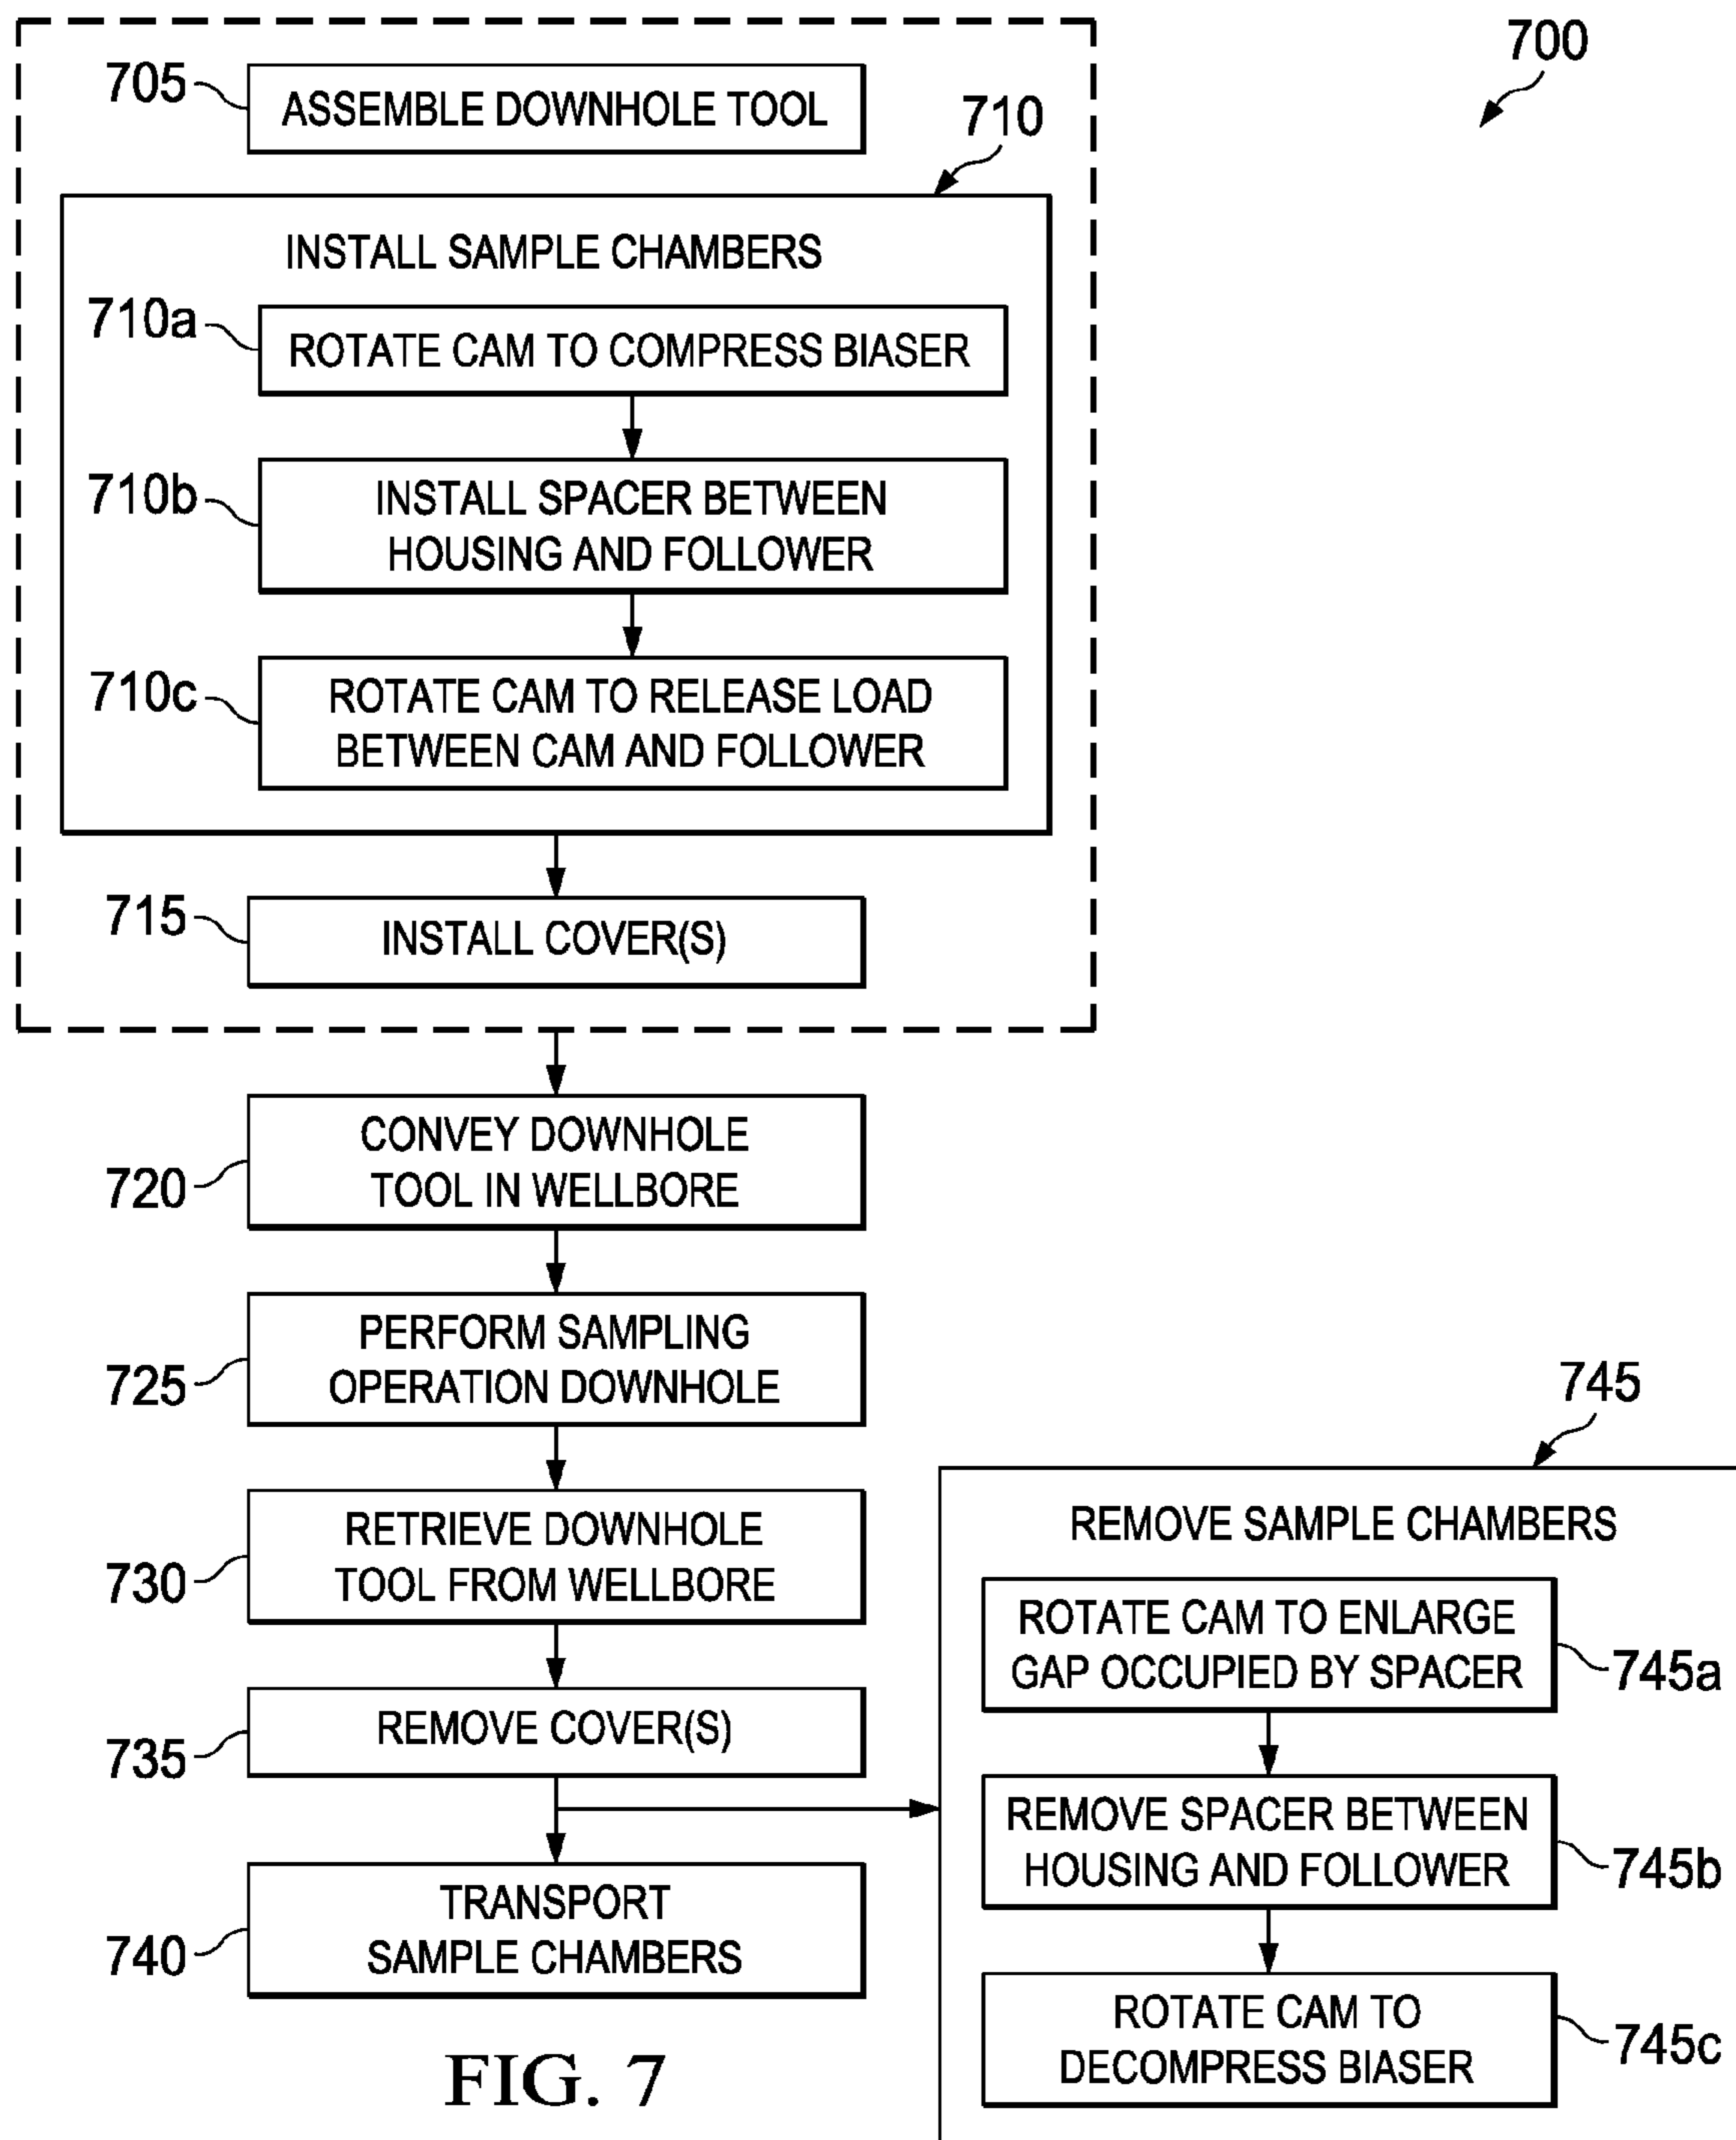 700
705
ASSEMBLE DOWNHOLE TOOL
710
INSTALL SAMPLE CHAMBERS
710a
ROTATE CAM TO COMPRESS BIASER
710b
INSTALL SPACER BETWEEN
HOUSING AND FOLLOWER
710c
ROTATE CAM TO RELEASE LOAD
BETWEEN CAM AND FOLLOWER
715
INSTALL COVER(S)
720
CONVEY DOWNHOLE
TOOL IN WELLBORE
725
PERFORM SAMPLING
OPERATION DOWNHOLE
730
RETRIEVE DOWNHOLE
TOOL FROM WELLBORE
735
REMOVE COVER(S)
740
TRANSPORT
SAMPLE CHAMBERS
745
REMOVE SAMPLE CHAMBERS
ROTATE CAM TO ENLARGE
GAP OCCUPIED BY SPACER
745a
REMOVE SPACER BETWEEN
HOUSING AND FOLLOWER
745b
ROTATE CAM TO
DECOMPRESS BIASER
745c
FIG. 7